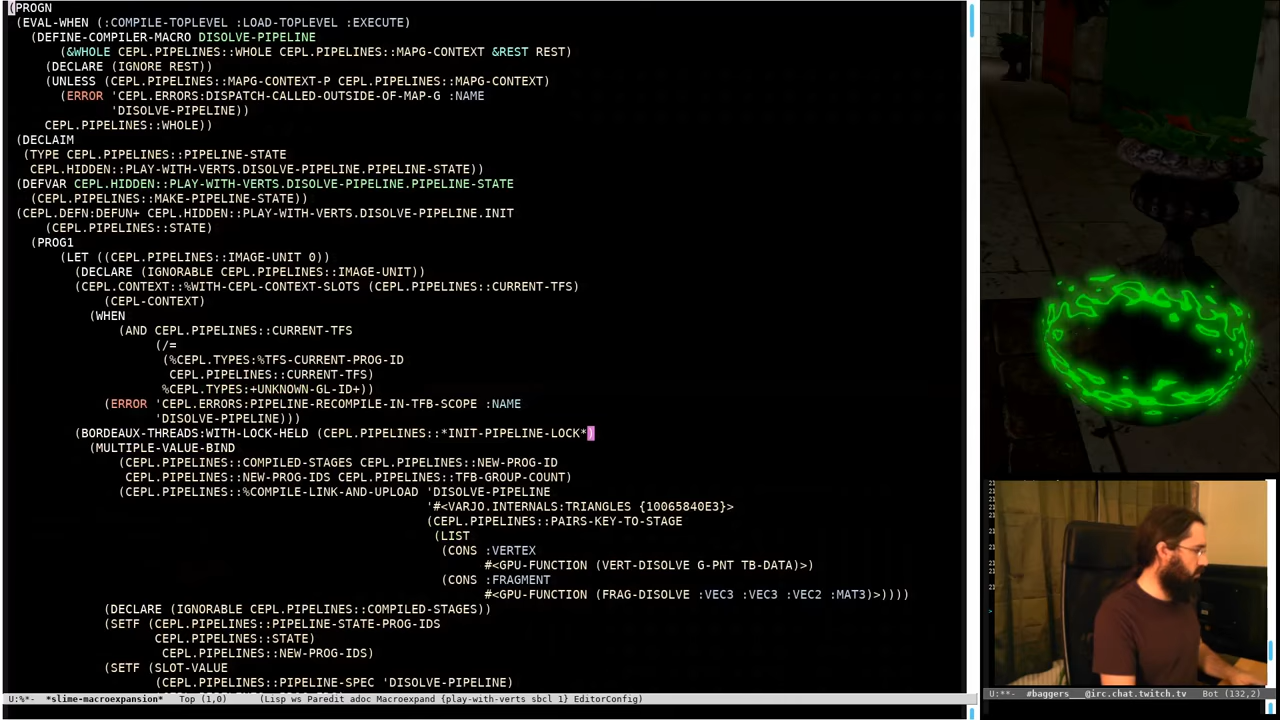 (PROGN
(EVAL-WHEN (:COMPILE-TOPLEVEL :LOAD-TOPLEVEL :EXECUTE)
(DEFINE-COMPILER-MACRO DISOLVE-PIPELINE
(&WHOLE CEPL.PIPELINES::WHOLE CEPL.PIPELINES::MAPG-CONTEXT &REST REST)
(DECLARE (IGNORE REST))
(UNLESS (CEPL.PIPELINES::MAPG-CONTEXT-P CEPL.PIPELINES::MAPG-CONTEXT)
(ERROR 'CEPL.ERRORS:DISPATCH-CALLED-OUTSIDE-OF-MAP-G :NAME
'DISOLVE-PIPELINE))
CEPL.PIPELINES::WHOLE))
(DECLAIM
(TYPE CEPL.PIPELINES::PIPELINE-STATE
CEPL.HIDDEN::PLAY-WITH-VERTS.DISOLVE-PIPELINE.PIPELINE-STATE))
(DEFVAR CEPL.HIDDEN::PLAY-WITH-VERTS.DISOLVE-PIPELINE.PIPELINE-STATE
(CEPL.PIPELINES::MAKE-PIPELINE-STATE))
(CEPL.DEFN:DEFUN+ CEPL.HIDDEN::PLAY-WITH-VERTS.DISOLVE-PIPELINE.INIT
(CEPL.PIPELINES::STATE)
(PROG1
(LET ((CEPL.PIPELINES::IMAGE-UNIT 0))
(DECLARE (IGNORABLE CEPL.PIPELINES::IMAGE-UNIT))
(CEPL.CONTEXT::%WITH-CEPL-CONTEXT-SLOTS (CEPL.PIPELINES::CURRENT-TFS)
(CEPL-CONTEXT)
(WHEN
(AND CEPL.PIPELINES::CURRENT-TFS
(/=
(%CEPL.TYPES:%TFS-CURRENT-PROG-ID
CEPL.PIPELINES::CURRENT-TFS)
%CEPL.TYPES:+UNKNOWN-GL-ID+))
(ERROR 'CEPL.ERRORS:PIPELINE-RECOMPILE-IN-TFB-SCOPE :NAME
'DISOLVE-PIPELINE)))
(BORDEAUX-THREADS:WITH-LOCK-HELD (CEPL.PIPELINES::*INIT-PIPELINE-LOCK*)
(MULTIPLE-VALUE-BIND
(CEPL.PIPELINES::COMPILED-STAGES CEPL.PIPELINES::NEW-PROG-ID
CEPL.PIPELINES::NEW-PROG-IDS CEPL.PIPELINES::TFB-GROUP-COUNT)
(CEPL.PIPELINES::%COMPILE-LINK-AND-UPLOAD 'DISOLVE-PIPELINE
'#<VARJO.INTERNALS:TRIANGLES {10065840E3}>
(CEPL.PIPELINES::PAIRS-KEY-TO-STAGE
(LIST
(CONS :VERTEX
#<GPU-FUNCTION (VERT-DISOLVE G-PNT TB-DATA)>)
(CONS :FRAGMENT
#<GPU-FUNCTION (FRAG-DISOLVE :VEC3 :VEC3 :VEC2 :MAT3)>))))
(DECLARE (IGNORABLE CEPL.PIPELINES::COMPILED-STAGES))
(SETF (CEPL.PIPELINES::PIPELINE-STATE-PROG-IDS
CEPL.PIPELINES::STATE)
CEPL.PIPELINES::NEW-PROG-IDS)
(SETF (SLOT-VALUE
(CEPL.PIPELINES::PIPELINE-SPEC 'DISOLVE-PIPELINE)
U:%*- *slime-macroexpansion* Top (1,0) (Lisp ws Paredit adoc Macroexpand {play-with-verts sbcl 1} EditorConfig)
U:**- #baggers___@irc.chat.twitch.tv Bot (132,2)